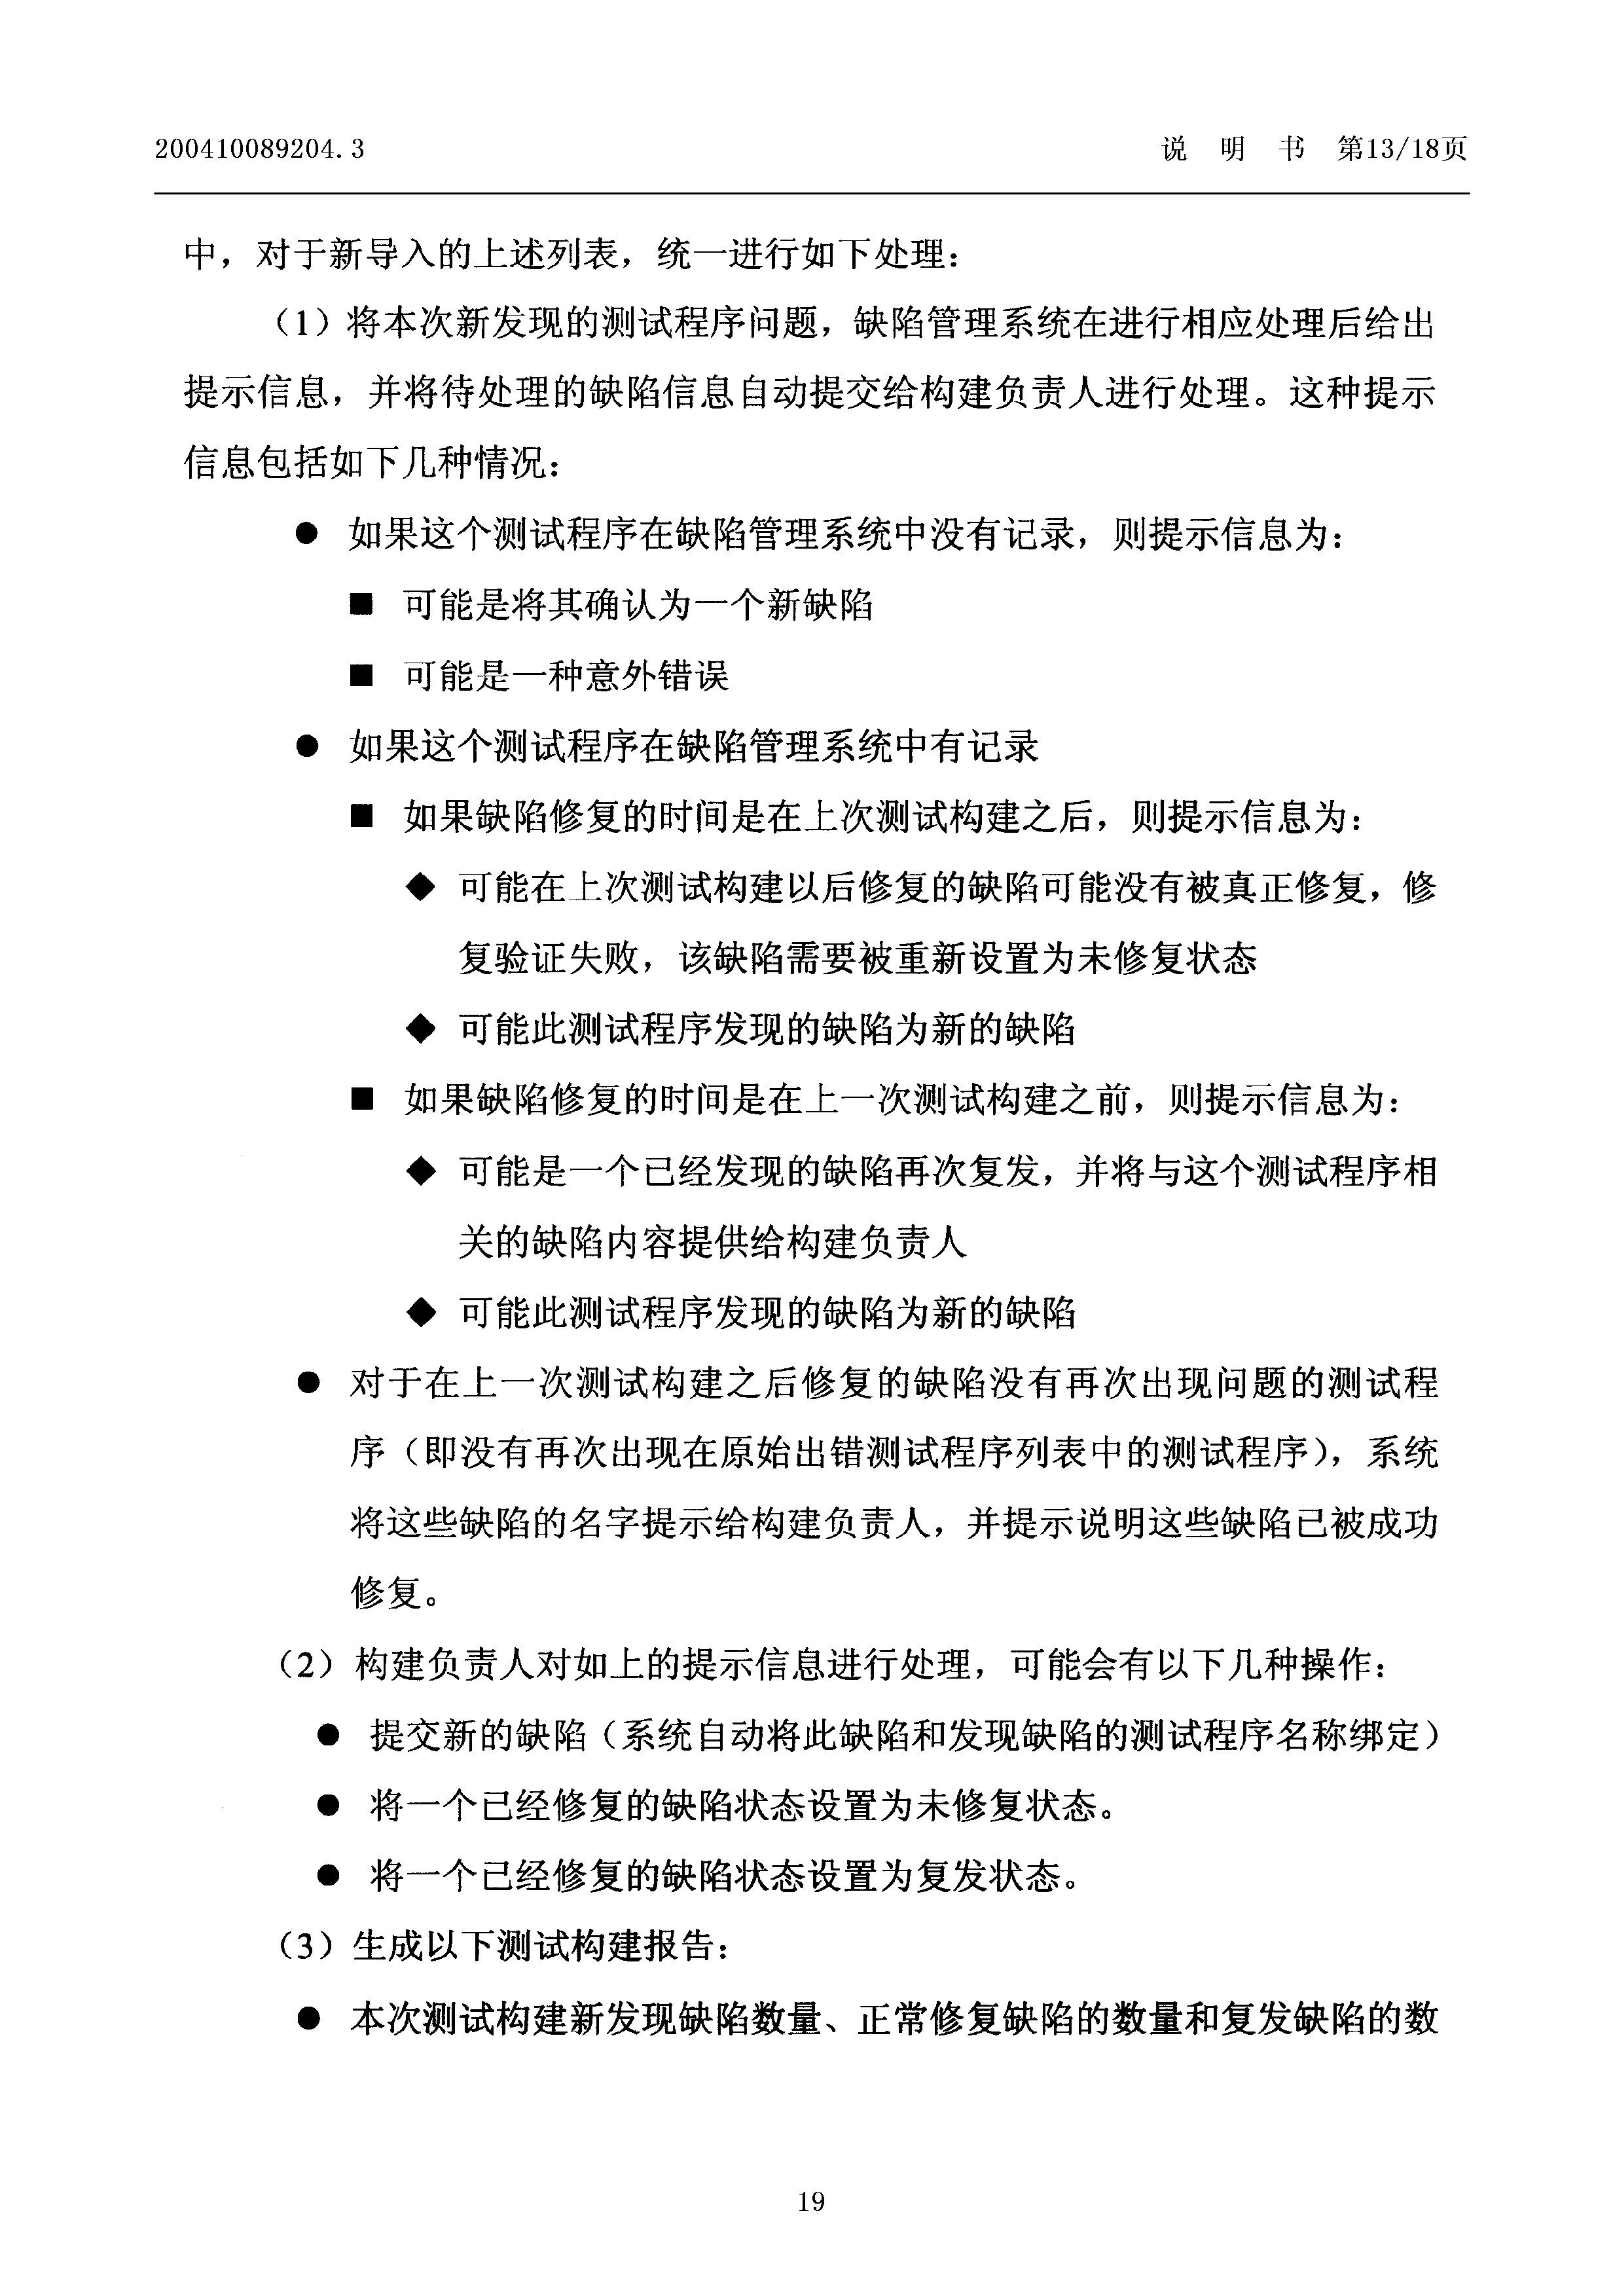 200410089204.3 说 明 书 第13/18页
中，对于新导入的上述列表，统一进行如下处理：
（1）将本次新发现的测试程序问题，缺陷管理系统在进行相应处理后给出
提示信息，并将待处理的缺陷信息自动提交给构建负责人进行处理。这种提示
信息包括如下几种情况：
● 如果这个测试程序在缺陷管理系统中没有记录，则提示信息为：
■ 可能是将其确认为一个新缺陷
■ 可能是一种意外错误
● 如果这个测试程序在缺陷管理系统中有记录
■ 如果缺陷修复的时间是在上次测试构建之后，则提示信息为：
◆ 可能在上次测试构建以后修复的缺陷可能没有被真正修复，修
复验证失败，该缺陷需要被重新设置为未修复状态
◆ 可能此测试程序发现的缺陷为新的缺陷
■ 如果缺陷修复的时间是在上一次测试构建之前，则提示信息为：
◆ 可能是一个已经发现的缺陷再次复发，并将与这个测试程序相
关的缺陷内容提供给构建负责人
◆ 可能此测试程序发现的缺陷为新的缺陷
● 对于在上一次测试构建之后修复的缺陷没有再次出现问题的测试程
序（即没有再次出现在原始出错测试程序列表中的测试程序），系统
将这些缺陷的名字提示给构建负责人，并提示说明这些缺陷已被成功
修复。
（2）构建负责人对如上的提示信息进行处理，可能会有以下几种操作：
● 提交新的缺陷（系统自动将此缺陷和发现缺陷的测试程序名称绑定）
● 将一个已经修复的缺陷状态设置为未修复状态。
● 将一个已经修复的缺陷状态设置为复发状态。
（3）生成以下测试构建报告：
● 本次测试构建新发现缺陷数量、正常修复缺陷的数量和复发缺陷的数
19